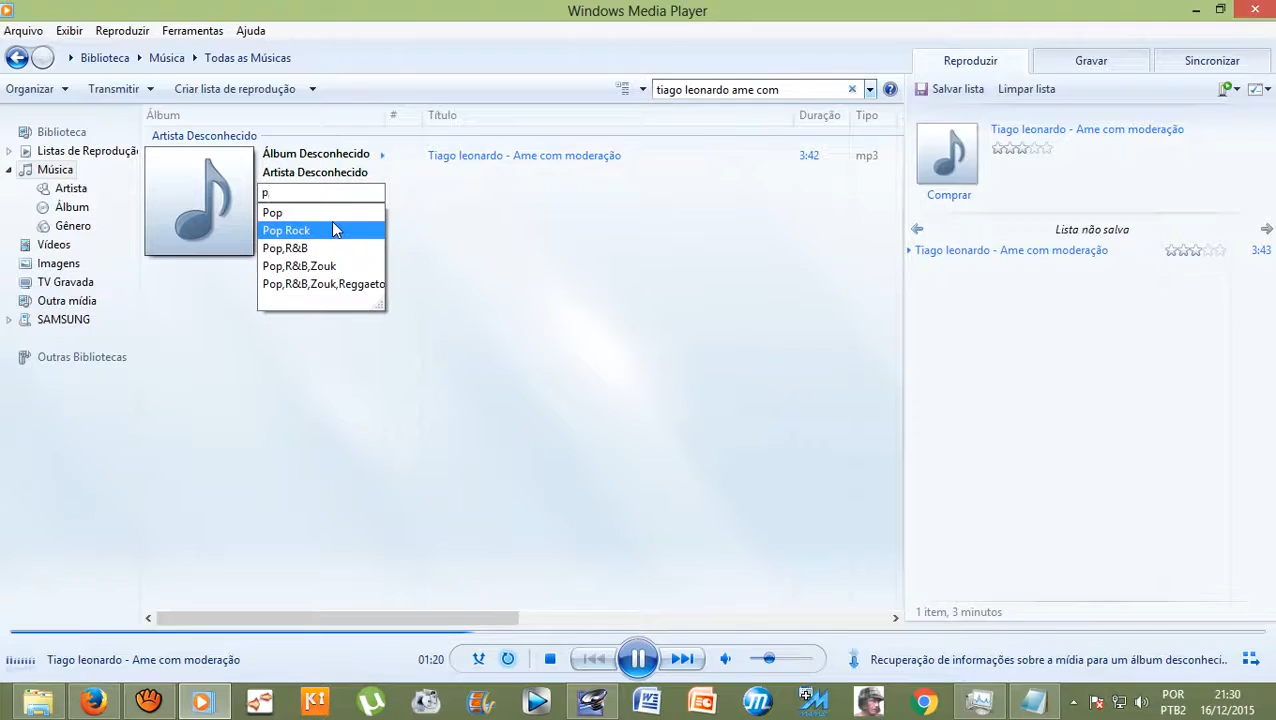 Windows Media Player
Arquivo Exibir Reproduzir Ferramentas Ajuda
Biblioteca Música Todas as Músicas
Reproduzir Gravar Sincronizar
Organizar Transmitir Criar lista de reprodução
tiago leonardo ame com
Salvar lista Limpar lista
Álbum # Título Duração Tipo
Biblioteca
Listas de Reproduçã
Música
Artista
Álbum
Gênero
Vídeos
Imagens
TV Gravada
Outra mídia
SAMSUNG
Outras Bibliotecas
Artista Desconhecido
Álbum Desconhecido
Tiago leonardo - Ame com moderação 3:42 mp3
Artista Desconhecido
p
Pop
Pop Rock
Pop,R&B
Pop,R&B,Zouk
Pop,R&B,Zouk,Reggaeto
Tiago leonardo - Ame com moderação
Comprar
Lista não salva
Tiago leonardo - Ame com moderação 3:43
1 item, 3 minutos
Tiago leonardo - Ame com moderação
01:20
Recuperação de informações sobre a mídia para um álbum desconheci..
POR
PTB2
21:30
16/12/2015